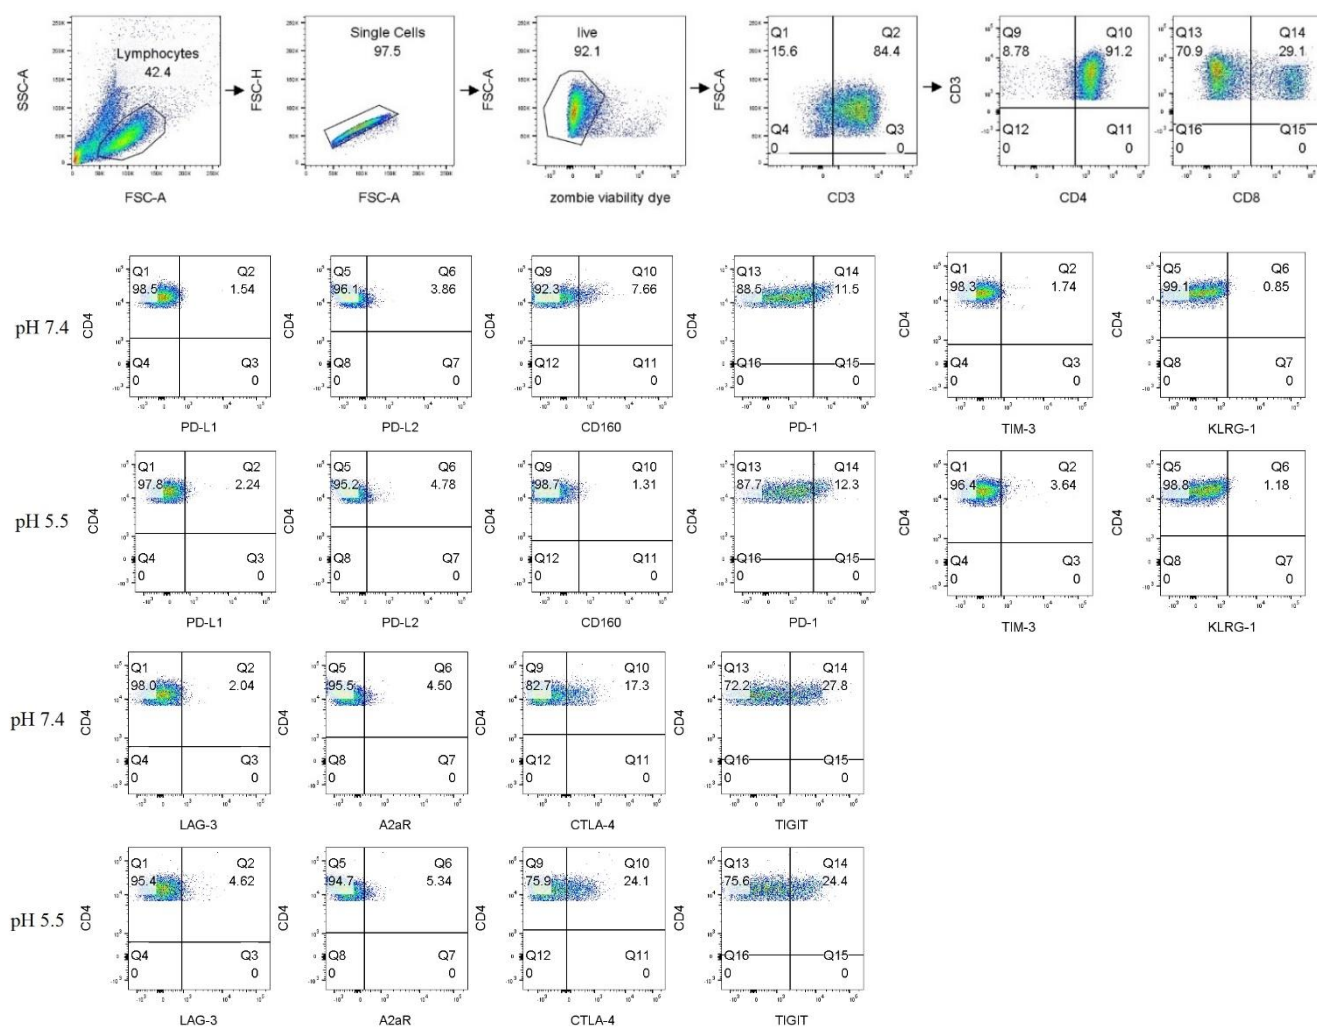 Lymphocytes
42.4
SSC-A
FSC-A
Single Cells
97.5
FSC-H
FSC-A
live
92.1
FSC-A
zombie viability dye
Q1 Q2
15.6 84.4
Q4 Q3
0 0
FSC-A
CD3
Q9 Q10
8.78 91.2
Q12 Q11
0 0
CD3
CD4
Q13 Q14
70.9 29.1
Q16 Q15
0 0
CD8
pH 7.4
Q1 Q2
98.5 1.54
Q4 Q3
0 0
CD4
PD-L1
Q5 Q6
96.1 3.86
Q8 Q7
0 0
CD4
PD-L2
Q9 Q10
92.3 7.66
Q12 Q11
0 0
CD4
CD160
Q13 Q14
88.5 11.5
Q16 Q15
0 0
CD4
PD-1
Q1 Q2
98.3 1.74
Q4 Q3
0 0
CD4
TIM-3
Q5 Q6
99.1 0.85
Q8 Q7
0 0
CD4
KLRG-1
pH 5.5
Q1 Q2
97.8 2.24
Q4 Q3
0 0
CD4
PD-L1
Q5 Q6
95.2 4.78
Q8 Q7
0 0
CD4
PD-L2
Q9 Q10
98.7 1.31
Q12 Q11
0 0
CD4
CD160
Q13 Q14
87.7 12.3
Q16 Q15
0 0
CD4
PD-1
Q1 Q2
96.4 3.64
Q4 Q3
0 0
CD4
TIM-3
Q5 Q6
98.8 1.18
Q8 Q7
0 0
CD4
KLRG-1
pH 7.4
Q1 Q2
98.0 2.04
Q4 Q3
0 0
CD4
LAG-3
Q5 Q6
95.5 4.50
Q8 Q7
0 0
CD4
A2aR
Q9 Q10
82.7 17.3
Q12 Q11
0 0
CD4
CTLA-4
Q13 Q14
72.2 27.8
Q16 Q15
0 0
CD4
TIGIT
pH 5.5
Q1 Q2
95.4 4.62
Q4 Q3
0 0
CD4
LAG-3
Q5 Q6
94.7 5.34
Q8 Q7
0 0
CD4
A2aR
Q9 Q10
75.9 24.1
Q12 Q11
0 0
CD4
CTLA-4
Q13 Q14
75.6 24.4
Q16 Q15
0 0
CD4
TIGIT